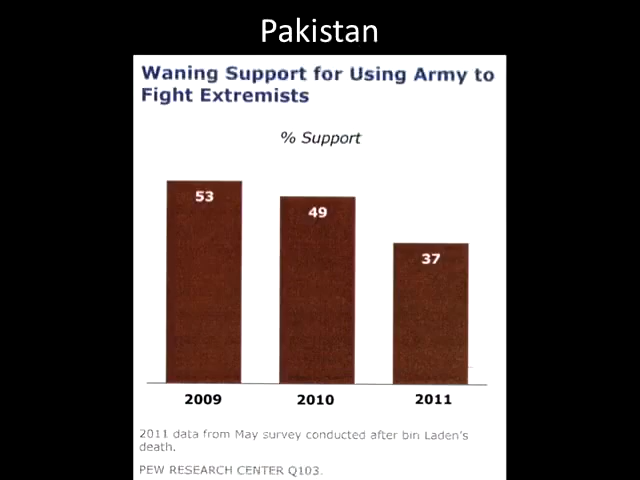 Pakistan
Waning Support for Using Army to
Fight Extremists
% Support
53
49
37
2009
2010
2011
2011 data from May survey conducted after bin Laden's
death.
PEW RESEARCH CENTER Q103.